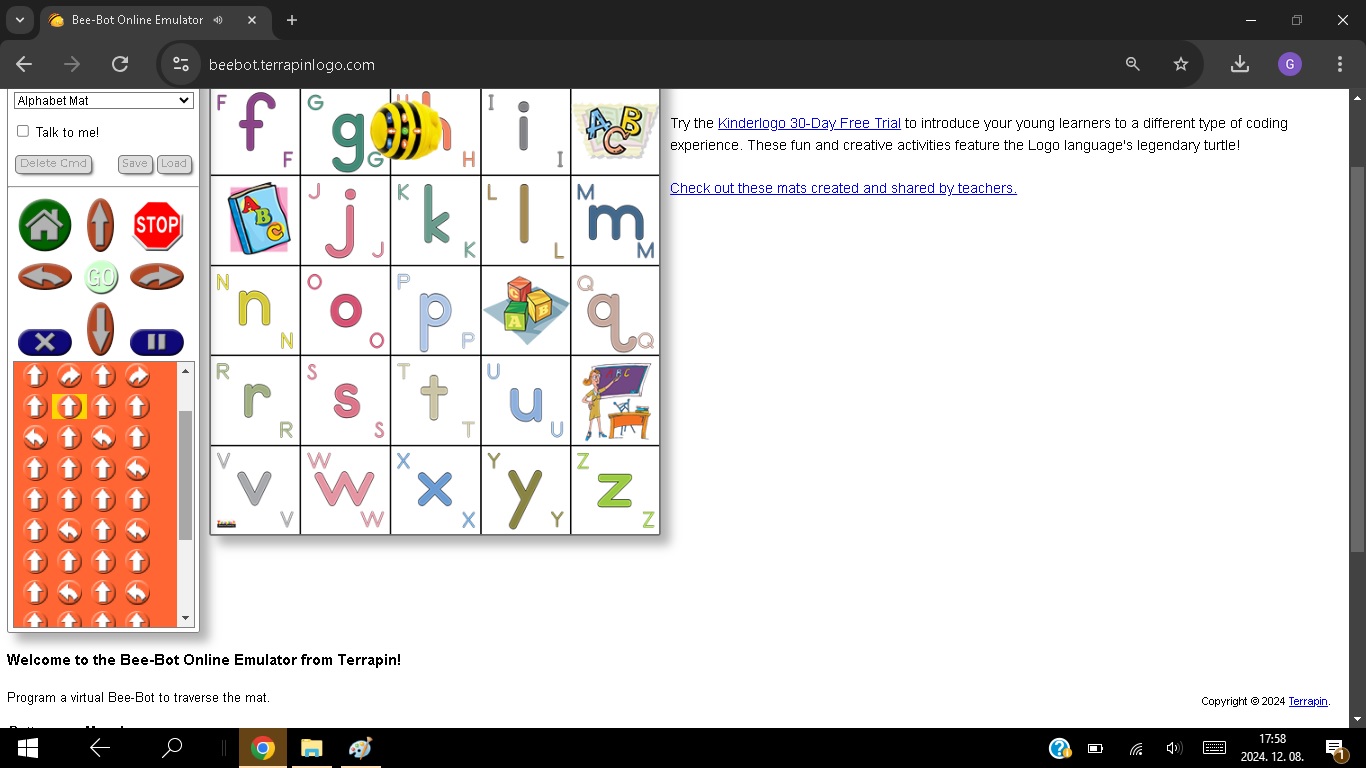 Bee-Bot Online Emulator
beebot.terrapinlogo.com
G
Alphabet Mat
Talk to me!
Delete Cmd Save Load
STOP
GO
F f F G g G H h H I i I A B C
A B C J j J K k K L l L M m M
N n N O o O P p P C A B Q q Q
R r R S s S T t T U u U A B C
V v V W w W X x X Y y Y Z z Z
Try the Kinderlogo 30-Day Free Trial to introduce your young learners to a different type of coding
experience. These fun and creative activities feature the Logo language's legendary turtle!
Check out these mats created and shared by teachers.
Welcome to the Bee-Bot Online Emulator from Terrapin!
Program a virtual Bee-Bot to traverse the mat.
Copyright © 2024 Terrapin.
17:58
2024. 12. 08.
1